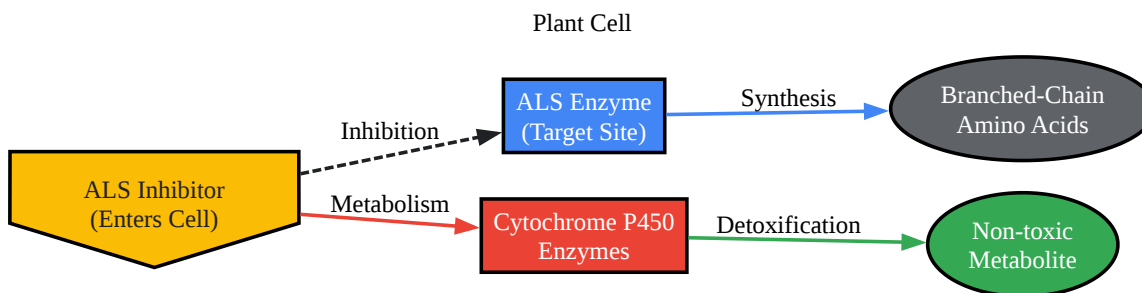 Plant Cell
ALS Inhibitor
(Enters Cell)
Inhibition
Metabolism
ALS Enzyme
(Target Site)
Cytochrome P450
Enzymes
Synthesis
Detoxification
Branched-Chain
Amino Acids
Non-toxic
Metabolite